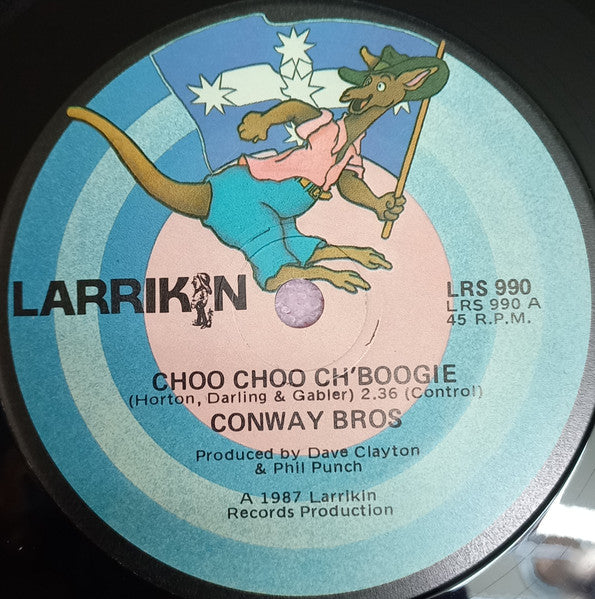 LARRIKIN
LRS 990
LRS 990 A
45 R.P.M.
CHOO CHOO CH'BOOGIE
(Horton, Darling & Gabler) 2.36 (Control)
CONWAY BROS
Produced by Dave Clayton
& Phil Punch
A 1987 Larrikin
Records Production